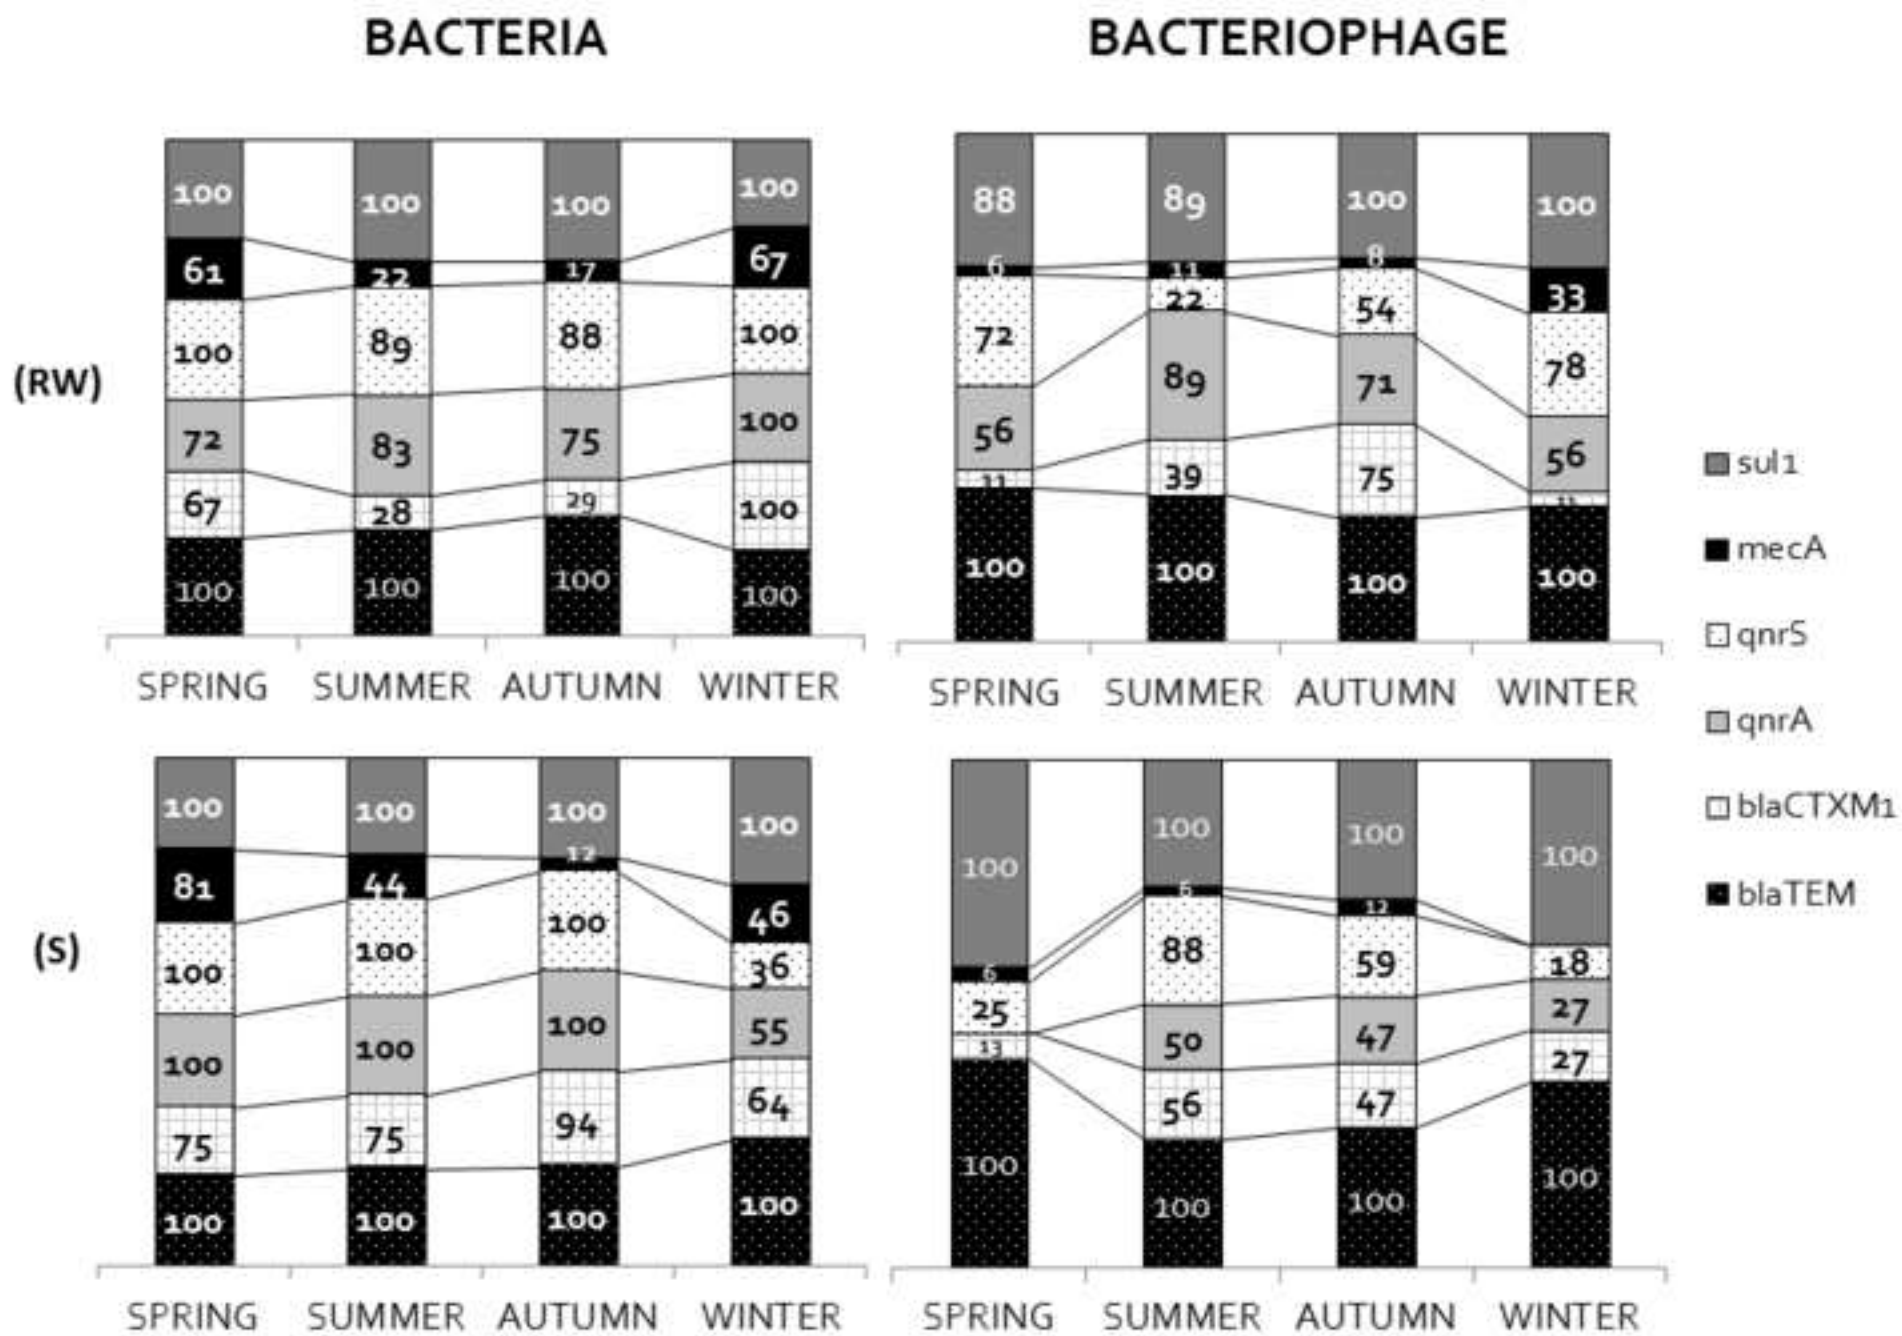 BACTERIA
BACTERIOPHAGE
(RW)
100 100 100 100
61 22 17 67
100 89 88 100
72 83 75 100
67 28 29 100
100 100 100 100
SPRING SUMMER AUTUMN WINTER
88 89 100 100
6 11 8 33
72 22 54 78
56 89 71 56
11 39 75 11
100 100 100 100
SPRING SUMMER AUTUMN WINTER
(S)
100 100 100 100
81 44 12 46
100 100 100 36
100 100 100 55
75 75 94 64
100 100 100 100
SPRING SUMMER AUTUMN WINTER
100 100 100 100
6 6 12
25 88 59 18
50 47 27
13 56 47 27
100 100 100 100
SPRING SUMMER AUTUMN WINTER
sul1
mecA
qnrS
qnrA
blaCTXM1
blaTEM